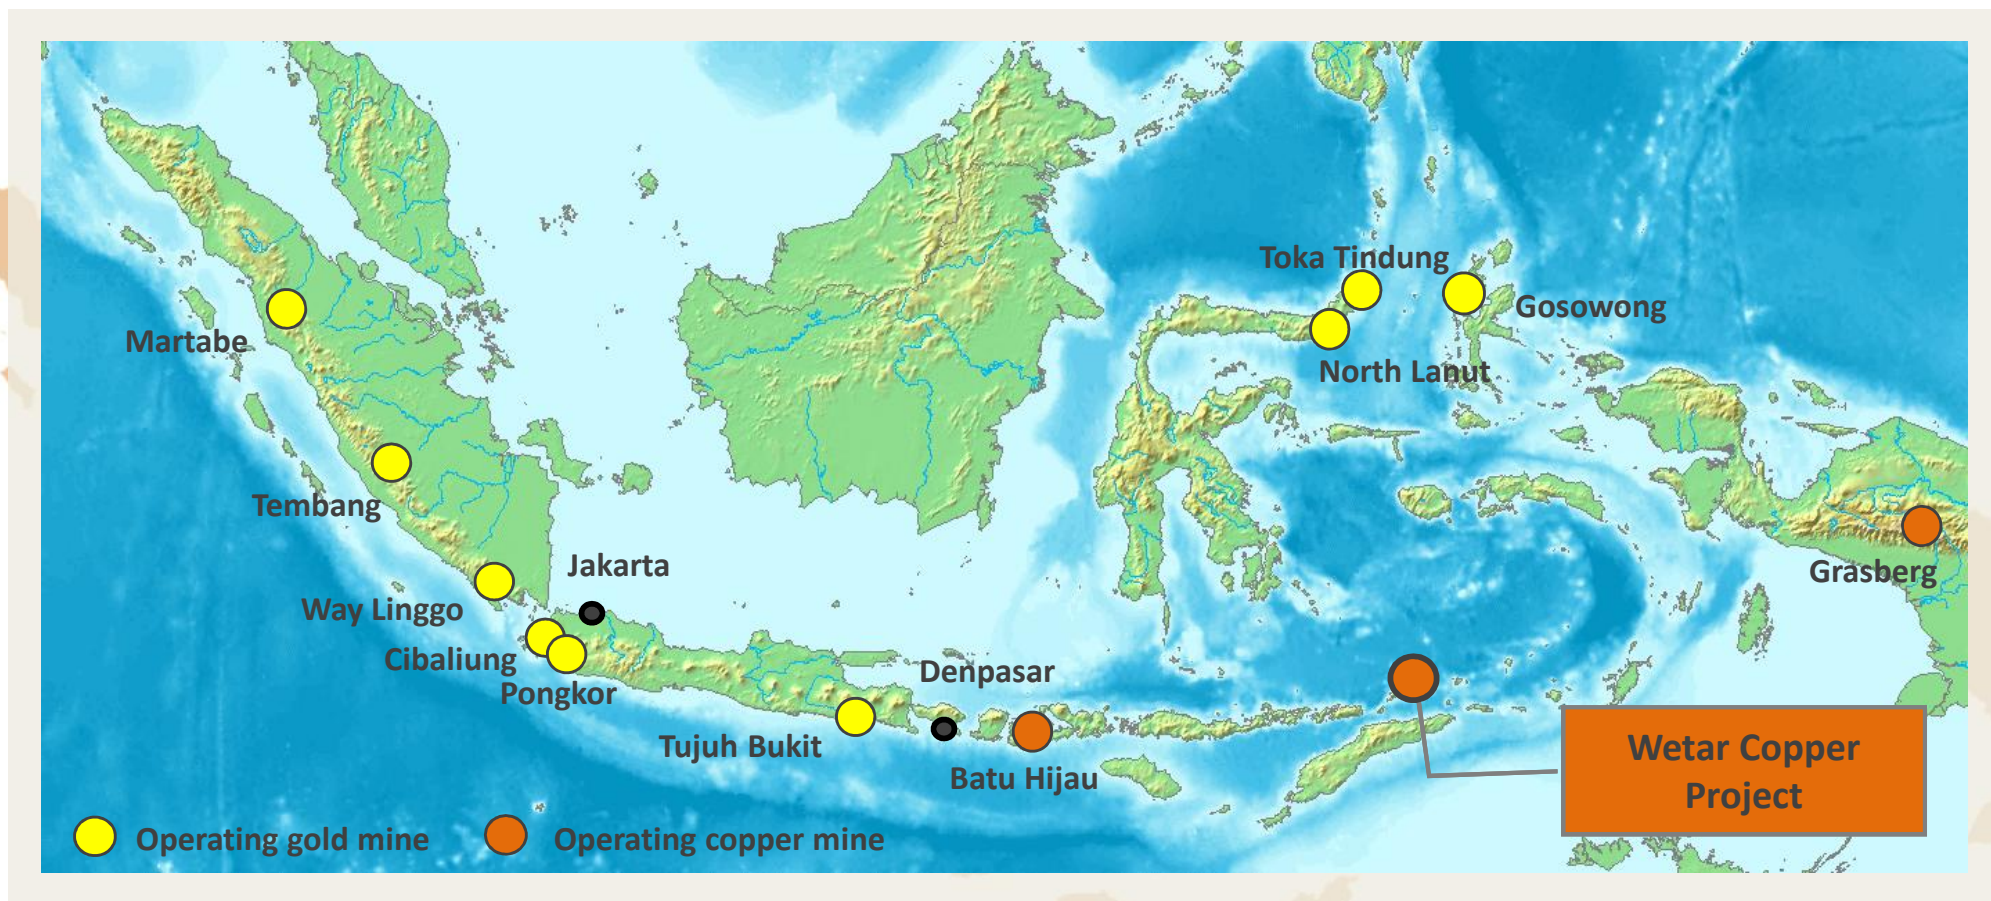 Toka Tindung
Gosowong
Martabe
North Lanut
Tembang
Jakarta
Grasberg
Way Linggo
Cibaliung
Denpasar
Pongkor
Tujuh Bukit
Batu Hijau
Wetar Copper
Project
Operating gold mine
Operating copper mine